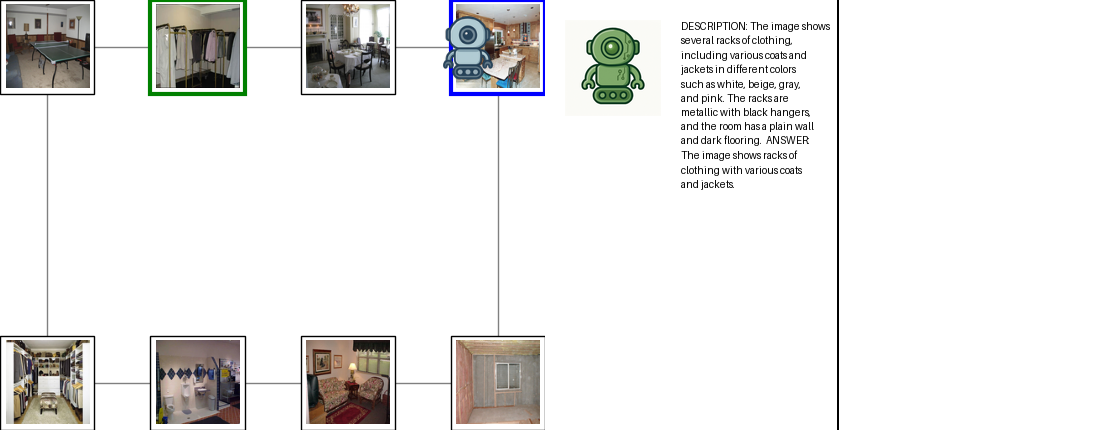 DESCRIPTION: The image shows
several racks of clothing,
including various coats and
jackets in different colors
such as white, beige, gray,
and pink. The racks are
metallic with black hangers,
and the room has a plain wall
and dark flooring. ANSWER:
The image shows racks of
clothing with various coats
and jackets.